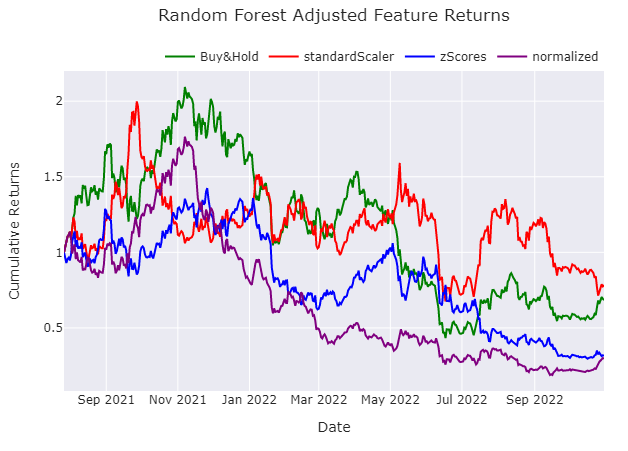 Random Forest Adjusted Feature Returns
Buy&Hold standardScaler zScores normalized
2
1.5
1
0.5
Cumulative Returns
Sep 2021 Nov 2021 Jan 2022 Mar 2022 May 2022 Jul 2022 Sep 2022
Date